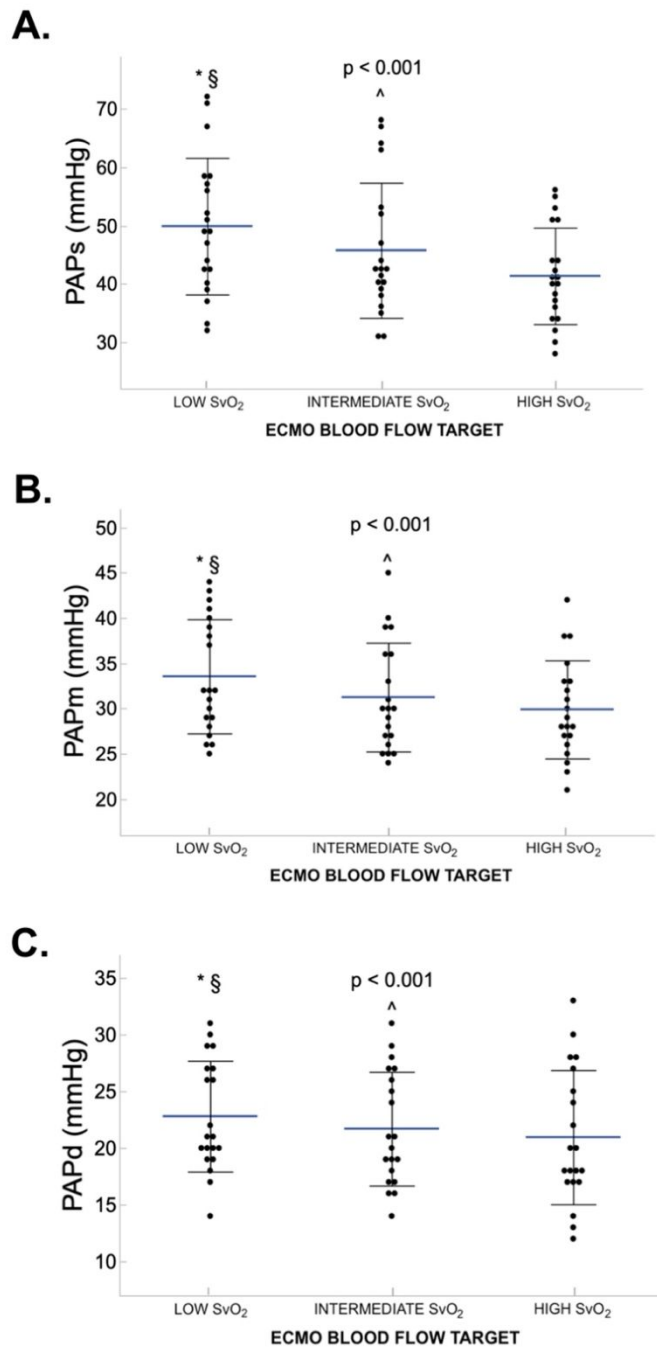 A.
p < 0.001
* §
^
70
60
50
40
30
PAPs (mmHg)
LOW SvO₂
INTERMEDIATE SvO₂
HIGH SvO₂
ECMO BLOOD FLOW TARGET
B.
p < 0.001
* §
^
50
45
40
35
30
25
20
PAPm (mmHg)
LOW SvO₂
INTERMEDIATE SvO₂
HIGH SvO₂
ECMO BLOOD FLOW TARGET
C.
p < 0.001
* §
^
35
30
25
20
15
10
PAPd (mmHg)
LOW SvO₂
INTERMEDIATE SvO₂
HIGH SvO₂
ECMO BLOOD FLOW TARGET